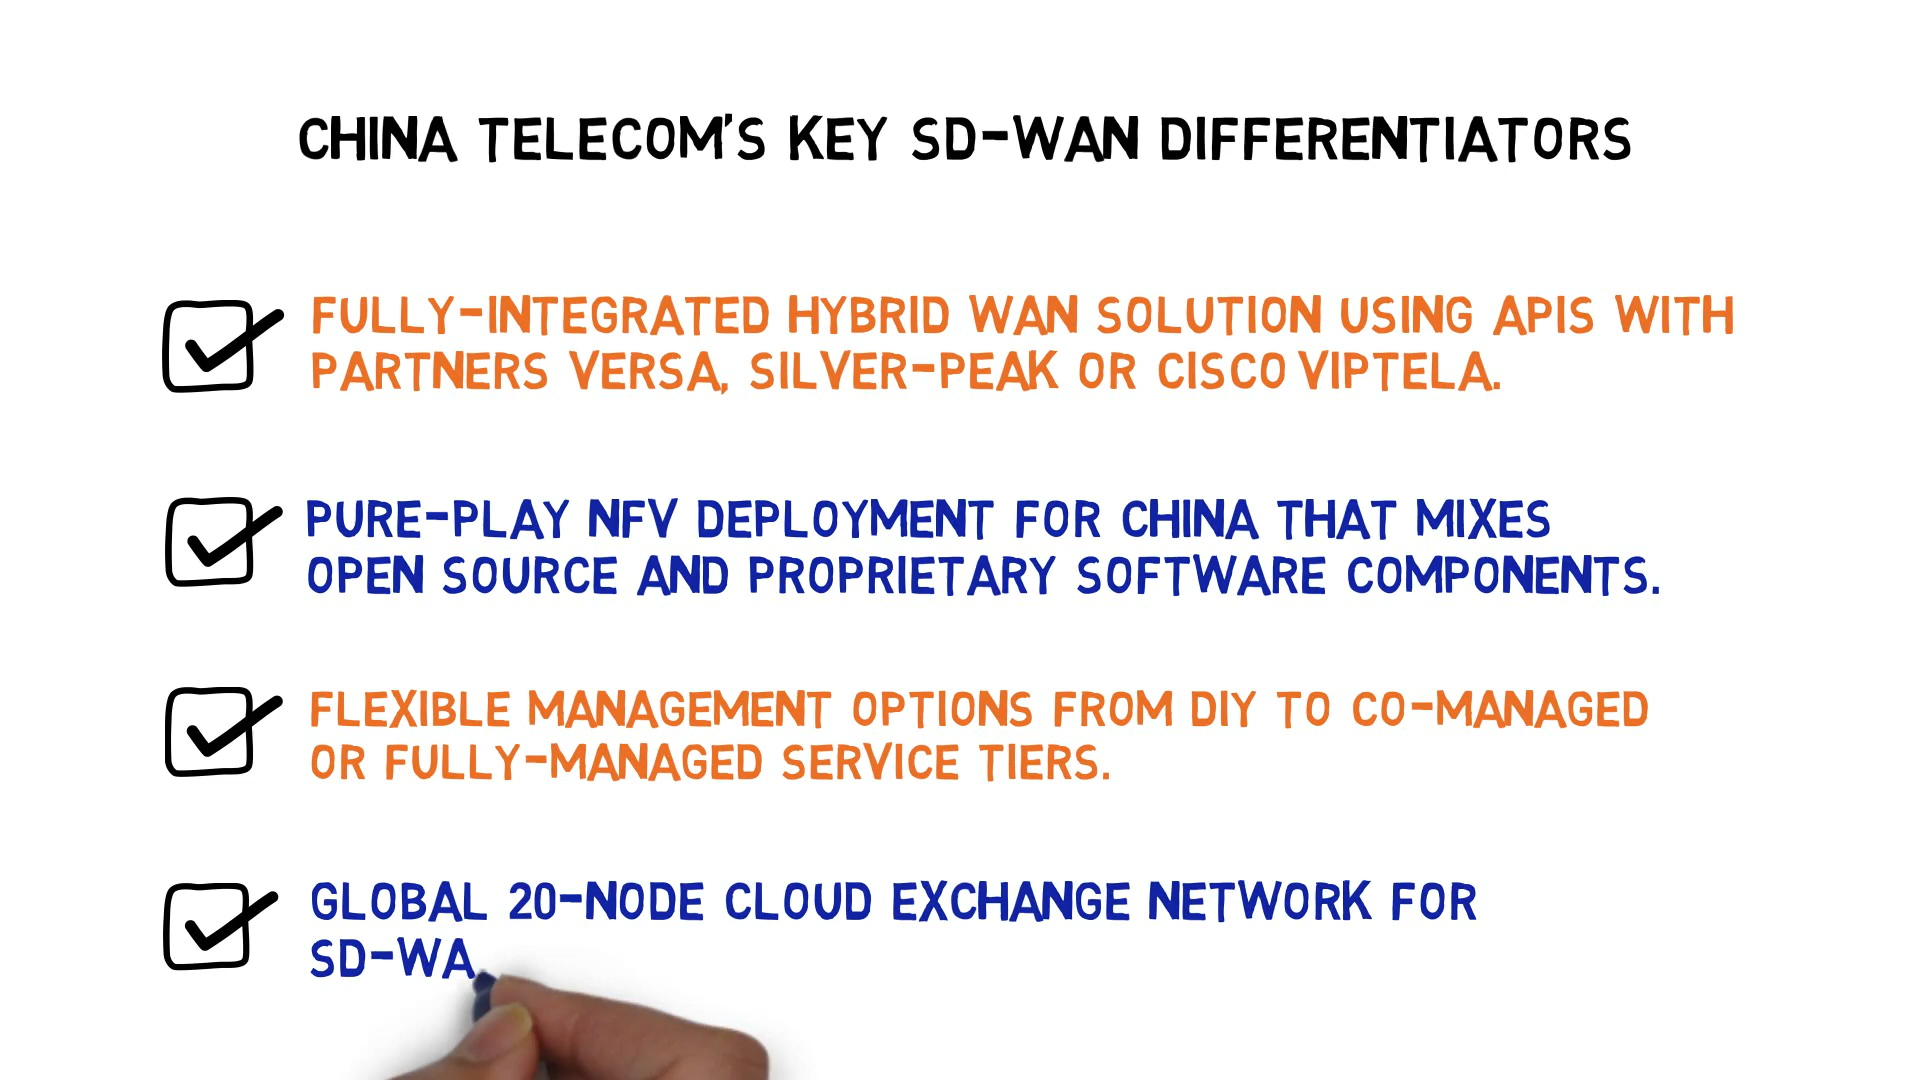 CHINA TELECOM'S KEY SD-WAN DIFFERENTIATORS
FULLY-INTEGRATED HYBRID WAN SOLUTION USING APIS WITH
PARTNERS VERSA, SILVER-PEAK OR CISCO VIPTELA.
PURE-PLAY NFV DEPLOYMENT FOR CHINA THAT MIXES
OPEN SOURCE AND PROPRIETARY SOFTWARE COMPONENTS.
FLEXIBLE MANAGEMENT OPTIONS FROM DIY TO CO-MANAGED
OR FULLY-MANAGED SERVICE TIERS.
GLOBAL 20-NODE CLOUD EXCHANGE NETWORK FOR
SD-WA